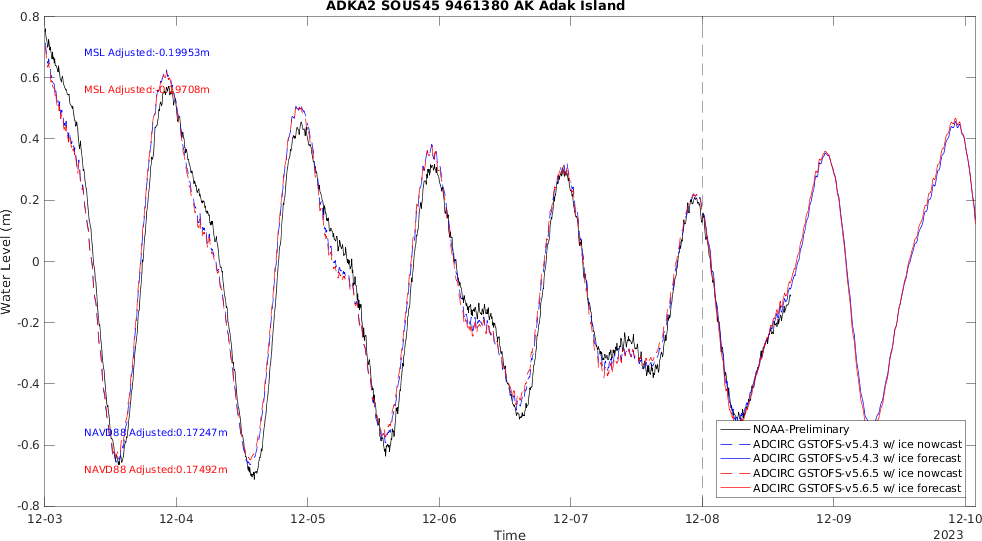 ADKA2 SOUS45 9461380 AK Adak Island
0.8
0.6
0.4
0.2
0
-0.2
-0.4
-0.6
-0.8
Water Level (m)
MSL Adjusted:-0.19953m
MSL Adjusted:-0.19708m
NAVD88 Adjusted:0.17247m
NAVD88 Adjusted:0.17492m
NOAA-Preliminary
ADCIRC GSTOFS-v5.4.3 w/ ice nowcast
ADCIRC GSTOFS-v5.4.3 w/ ice forecast
ADCIRC GSTOFS-v5.6.5 w/ ice nowcast
ADCIRC GSTOFS-v5.6.5 w/ ice forecast
12-03 12-04 12-05 12-06 12-07 12-08 12-09 12-10
Time
2023